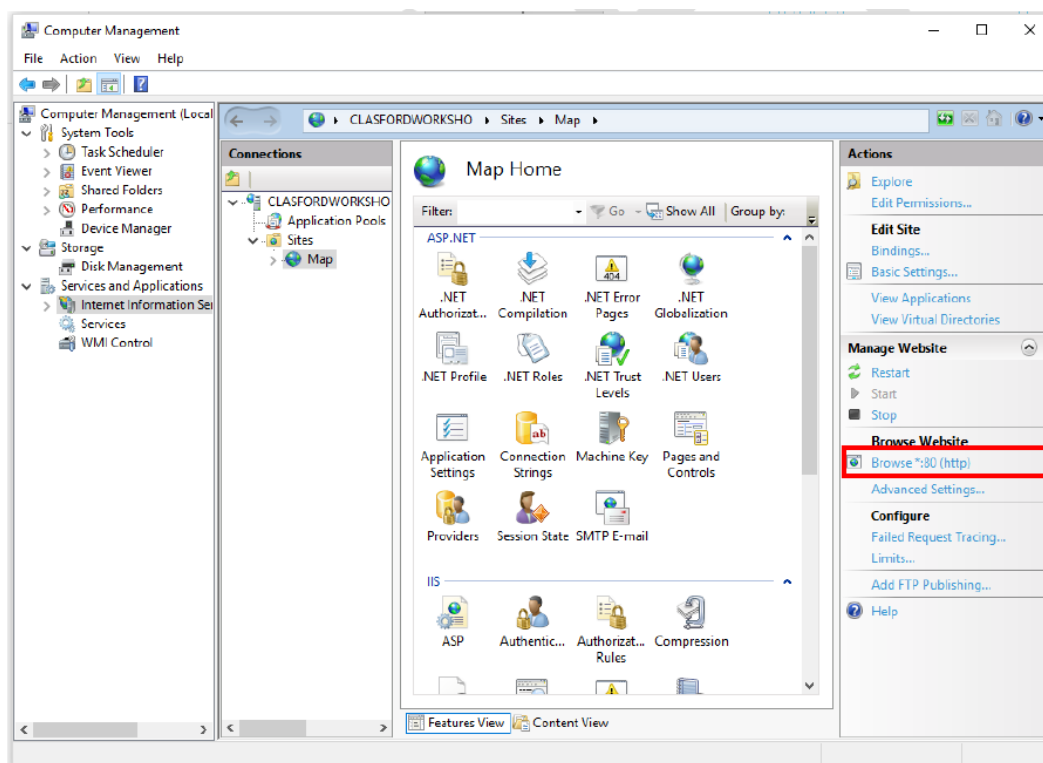 Computer Management
File Action View Help
Computer Management (Local
System Tools
Task Scheduler
Event Viewer
Shared Folders
Performance
Device Manager
Storage
Disk Management
Services and Applications
Internet Information Ser
Services
WMI Control
CLASFORDWORKSHO Sites Map
Connections
CLASFORDWORKSHO
Application Pools
Sites
Map
Map Home
Filter: Go Show All Group by:
ASP.NET
.NET Authorizat...
.NET Compilation
.NET Error Pages
.NET Globalization
.NET Profile
.NET Roles
.NET Trust Levels
.NET Users
Application Settings
Connection Strings
Machine Key
Pages and Controls
Providers
Session State
SMTP E-mail
IIS
ASP
Authentic...
Authorizat... Rules
Compression
Features View
Content View
Actions
Explore
Edit Permissions...
Edit Site
Bindings...
Basic Settings...
View Applications
View Virtual Directories
Manage Website
Restart
Start
Stop
Browse Website
Browse *:80 (http)
Advanced Settings...
Configure
Failed Request Tracing...
Limits...
Add FTP Publishing...
Help